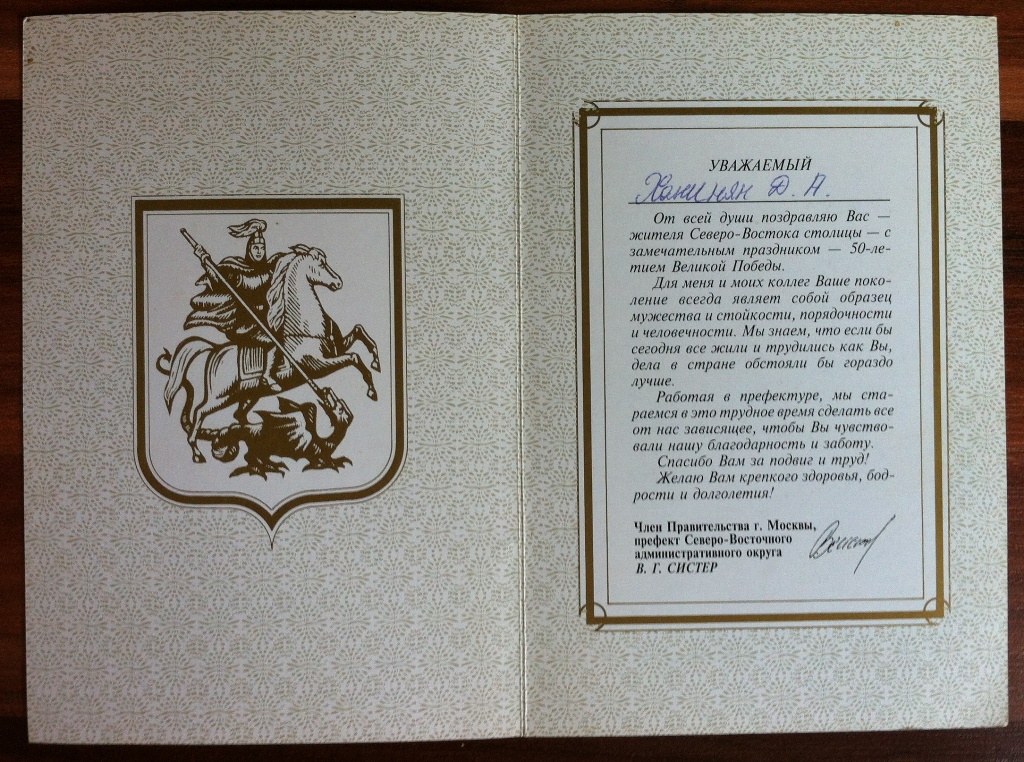 УВАЖАЕМЫЙ
Ханинян Д. А.
От всей души поздравляю Вас —
жителя Северо-Востока столицы — с
замечательным праздником — 50-ле-
тием Великой Победы.
Для меня и моих коллег Ваше поко-
ление всегда являет собой образец
мужества и стойкости, порядочности
и человечности. Мы знаем, что если бы
сегодня все жили и трудились как Вы,
дела в стране обстояли бы гораздо
лучше.
Работая в префектуре, мы ста-
раемся в это трудное время сделать все
от нас зависящее, чтобы Вы чувство-
вали нашу благодарность и заботу.
Спасибо Вам за подвиг и труд!
Желаю Вам крепкого здоровья, бод-
рости и долголетия!
Член Правительства г. Москвы,
префект Северо-Восточного
административного округа
В. Г. СИСТЕР